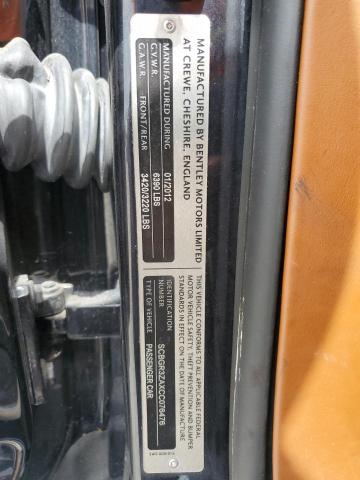 MANUFACTURED BY BENTLEY MOTORS LIMITED
AT CREWE, CHESHIRE, ENGLAND
MANUFACTURED DURING 01/2012
G.V.W.R. 6390 LBS
G.A.W.R. FRONT/REAR 3420/3220 LBS
THIS VEHICLE CONFORMS TO ALL APPLICABLE FEDERAL
MOTOR VEHICLE SAFETY, THEFT PREVENTION AND BUMPER
STANDARDS IN EFFECT ON THE DATE OF MANUFACTURE
IDENTIFICATION
NUMBER SCBGR3ZAXCC076476
TYPE OF VEHICLE PASSENGER CAR